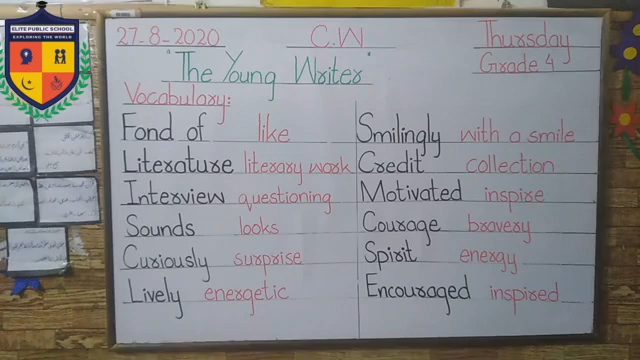 ELITE PUBLIC SCHOOL
EXPLORING THE WORLD
27-8-2020 C.W Thursday
"The Young Writer" Grade 4
Vocabulary:
Fond of like
Literature literary work
Interview questioning
Sounds looks
Curiously surprise
Lively energetic
Smilingly with a smile
Credit collection
Motivated inspire
Courage bravery
Spirit energy
Encouraged inspired